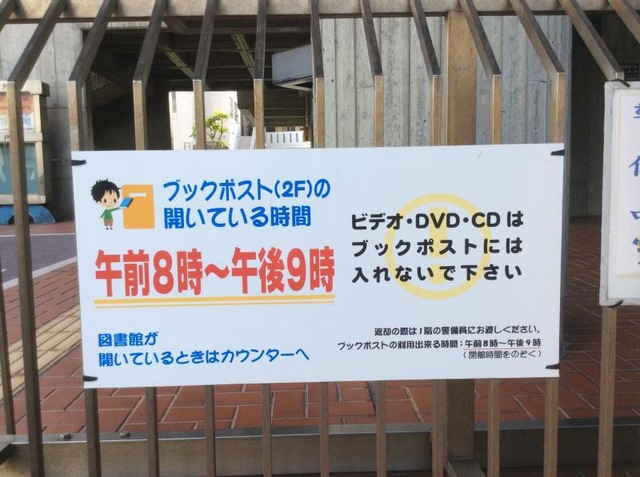 ブックポスト(2F)の
開いている時間
午前8時～午後9時
図書館が
開いているときはカウンターへ
ビデオ・DVD・CDは
ブックポストには
入れないで下さい
返却の際は1階の警備員にお渡しください。
ブックポストの利用出来る時間:午前8時～午後9時
(閉館時間をのぞく)